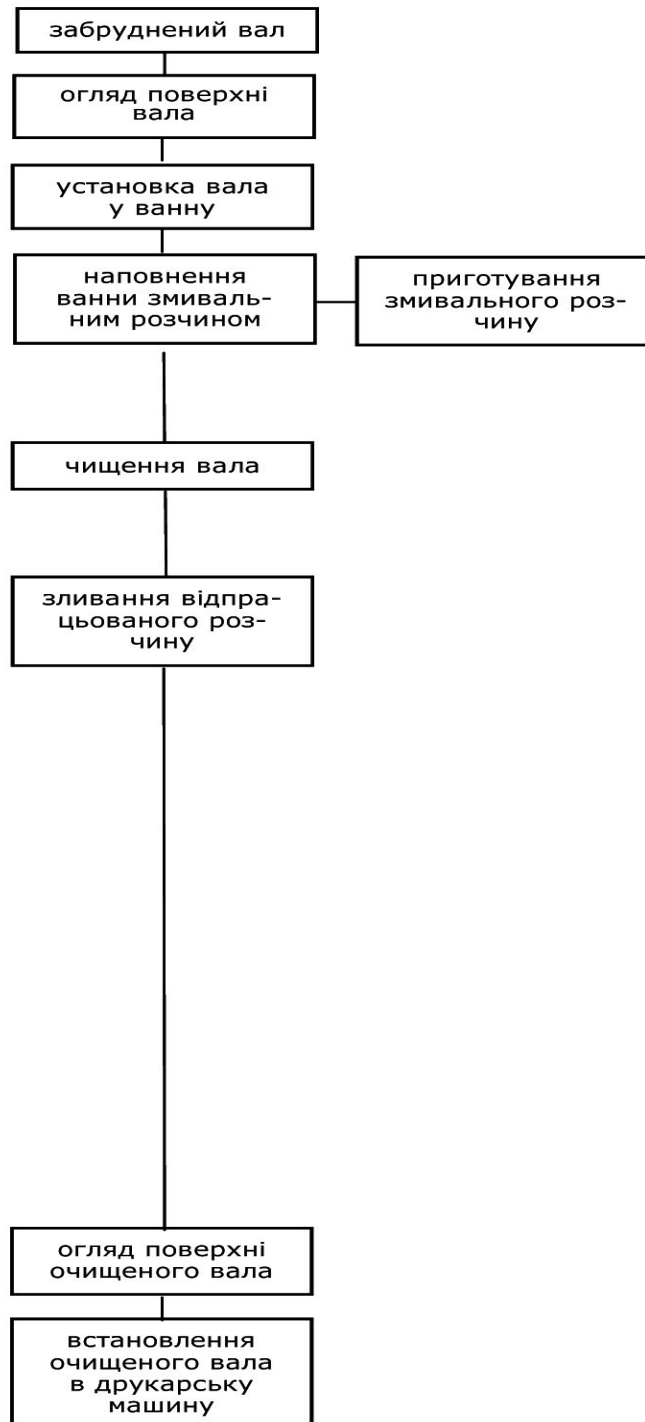 забруднений вал
огляд поверхні
вала
установка вала
у ванну
наповнення
ванни змиваль-
ним розчином
приготування
змивального роз-
чину
чищення вала
зливання відпра-
цьованого роз-
чину
огляд поверхні
очищеного вала
встановлення
очищеного вала
в друкарську
машину